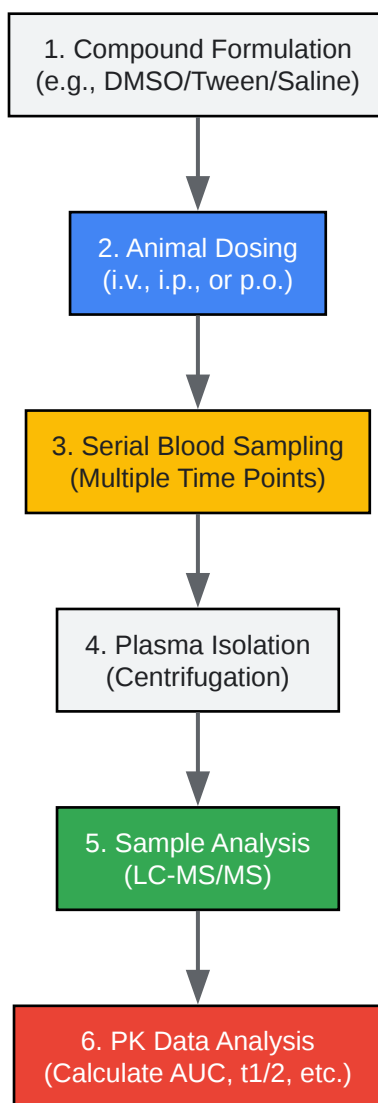 1. Compound Formulation
(e.g., DMSO/Tween/Saline)
2. Animal Dosing
(i.v., i.p., or p.o.)
3. Serial Blood Sampling
(Multiple Time Points)
4. Plasma Isolation
(Centrifugation)
5. Sample Analysis
(LC-MS/MS)
6. PK Data Analysis
(Calculate AUC, t1/2, etc.)